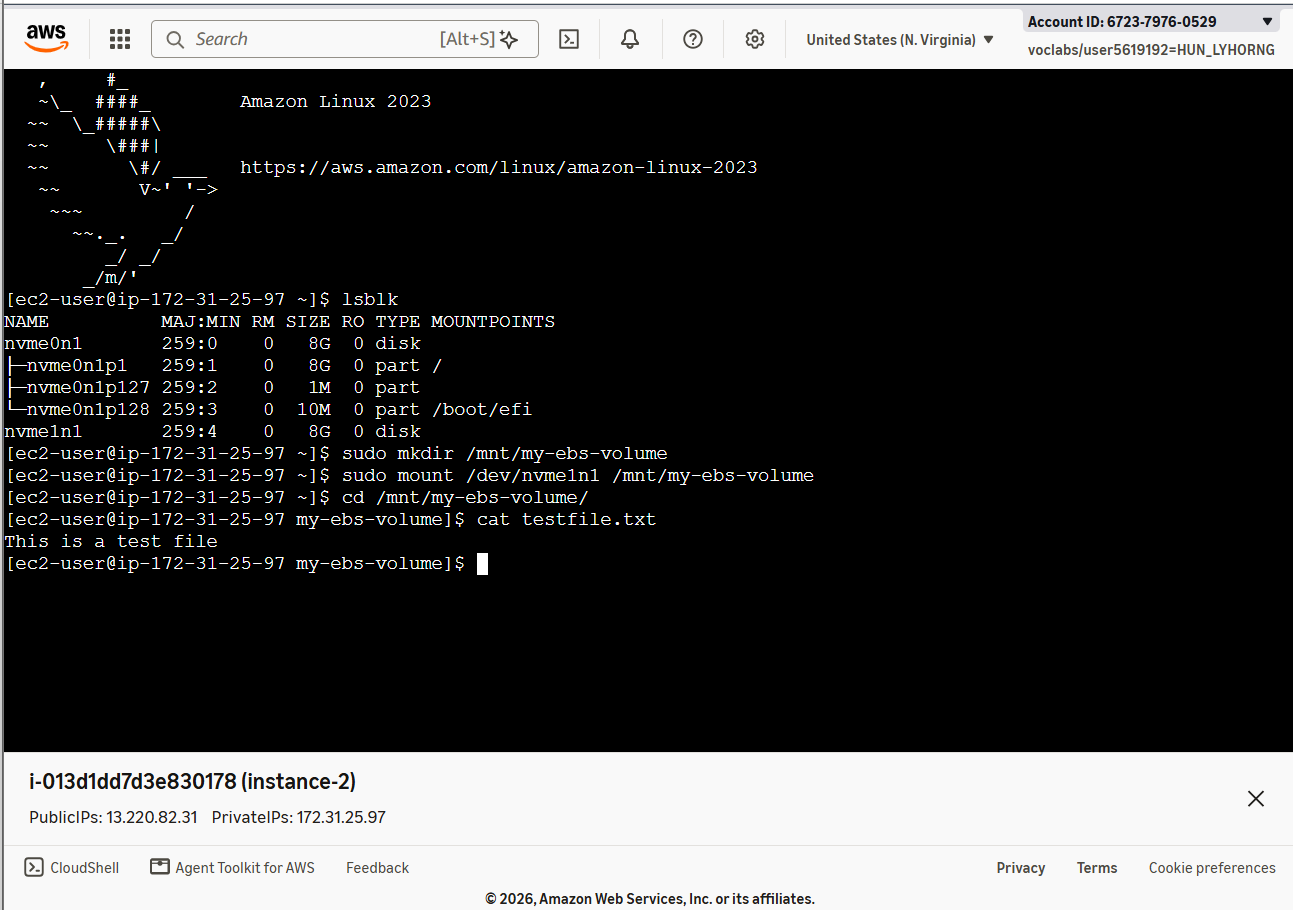 aws
Search [Alt+S]
United States (N. Virginia)
Account ID: 6723-7976-0529
voclabs/user5619192=HUN_LYHORNG
   ,     #_
   ~\_  ####_        Amazon Linux 2023
  ~~  \_#####\
  ~~     \###|
  ~~       \#/ ___   https://aws.amazon.com/linux/amazon-linux-2023
   ~~       V~' '->
    ~~~         /
      ~~._.   _/
         _/ _/
       _/m/'
[ec2-user@ip-172-31-25-97 ~]$ lsblk
NAME          MAJ:MIN RM SIZE RO TYPE MOUNTPOINTS
nvme0n1       259:0    0   8G  0 disk
├─nvme0n1p1   259:1    0   8G  0 part /
├─nvme0n1p127 259:2    0   1M  0 part
└─nvme0n1p128 259:3    0  10M  0 part /boot/efi
nvme1n1       259:4    0   8G  0 disk
[ec2-user@ip-172-31-25-97 ~]$ sudo mkdir /mnt/my-ebs-volume
[ec2-user@ip-172-31-25-97 ~]$ sudo mount /dev/nvme1n1 /mnt/my-ebs-volume
[ec2-user@ip-172-31-25-97 ~]$ cd /mnt/my-ebs-volume/
[ec2-user@ip-172-31-25-97 my-ebs-volume]$ cat testfile.txt
This is a test file
[ec2-user@ip-172-31-25-97 my-ebs-volume]$
i-013d1dd7d3e830178 (instance-2)
PublicIPs: 13.220.82.31 PrivateIPs: 172.31.25.97
CloudShell Agent Toolkit for AWS Feedback Privacy Terms Cookie preferences
© 2026, Amazon Web Services, Inc. or its affiliates.